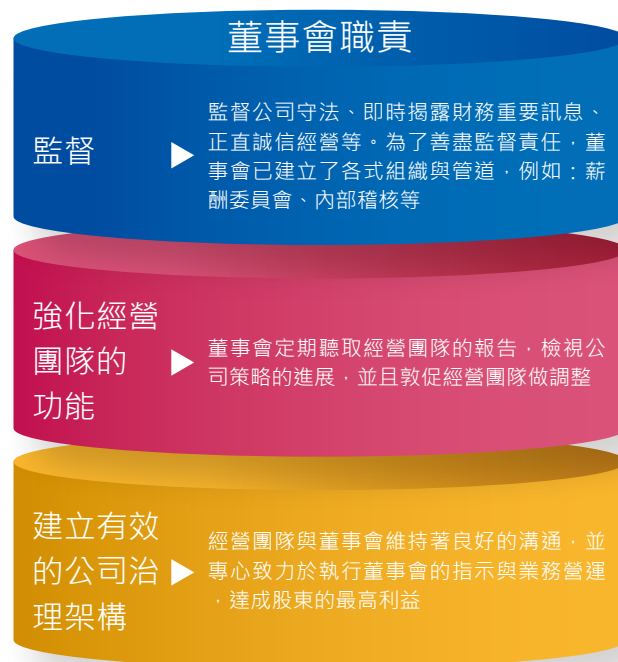 董事會職責
監督
監督公司守法、即時揭露財務重要訊息、
正直誠信經營等。為了善盡監督責任，董
事會已建立了各式組織與管道，例如：薪
酬委員會、內部稽核等
強化經營
團隊的
功能
董事會定期聽取經營團隊的報告，檢視公
司策略的進展，並且敦促經營團隊做調整
建立有效
的公司治
理架構
經營團隊與董事會維持著良好的溝通，並
專心致力於執行董事會的指示與業務營運
，達成股東的最高利益